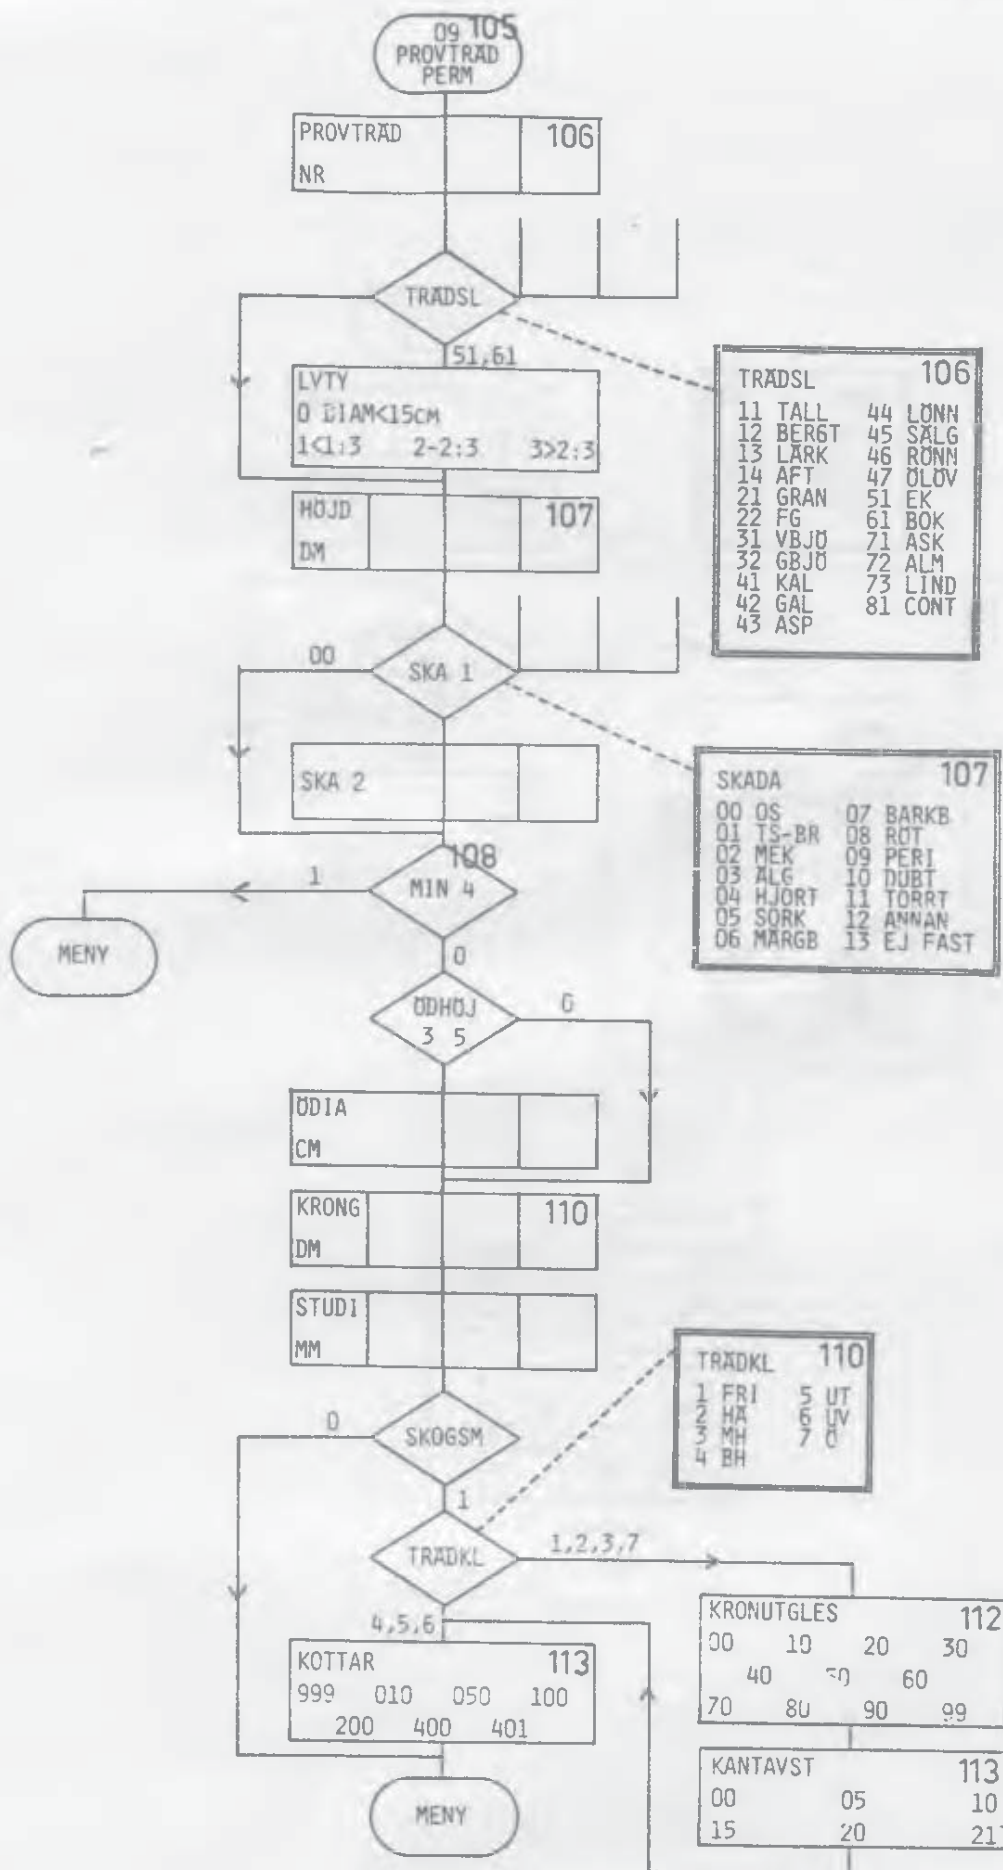 09 105
PROVTRÄD
PERM
PROVTRÄD 106
NR
TRÄDSL
51,61
LVTY
0 DIAM<15CM
1<1:3 2-2:3 3>2:3
TRÄDSL 106
11 TALL 44 LÖNN
12 BERGT 45 SÄLG
13 LÄRK 46 RÖNN
14 AFT 47 ÖLÖV
21 GRAN 51 EK
22 FG 61 BOK
31 VBJÖ 71 ASK
32 GBJÖ 72 ALM
41 KAL 73 LIND
42 GAL 81 CONT
43 ASP
HÖJD 107
DM
00
SKA 1
SKA 2
SKADA 107
00 OS 07 BARKB
01 TS-BR 08 RÖT
02 MEK 09 PERI
03 ÄLG 10 DUBT
04 HJORT 11 TORRT
05 SORK 12 ANNAN
06 MÄRGB 13 EJ FAST
108
1 MIN 4
MENY
0
ÖDHÖJ 0
3 5
ÖDIA
CM
KRONG 110
DM
STUDI
MM
TRÄDKL 110
1 FRI 5 UT
2 HÄ 6 UV
3 MH 7 Ö
4 BH
0 SKOGSM
1
TRÄDKL 1,2,3,7
4,5,6
KRONUTGLES 112
00 10 20 30
40 50 60
70 80 90 99
KOTTAR 113
999 010 050 100
200 400 401
KANTAVST 113
00 05 10
15 20 21
MENY